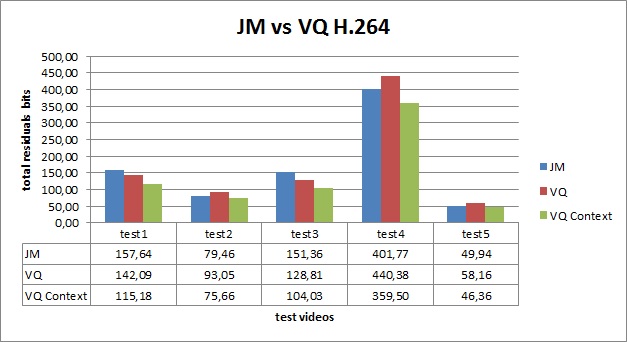 JM vs VQ H.264
total residuals bits
500,00
450,00
400,00
350,00
300,00
250,00
200,00
150,00
100,00
50,00
0,00
test1 test2 test3 test4 test5
JM 157,64 79,46 151,36 401,77 49,94
VQ 142,09 93,05 128,81 440,38 58,16
VQ Context 115,18 75,66 104,03 359,50 46,36
test videos
JM
VQ
VQ Context